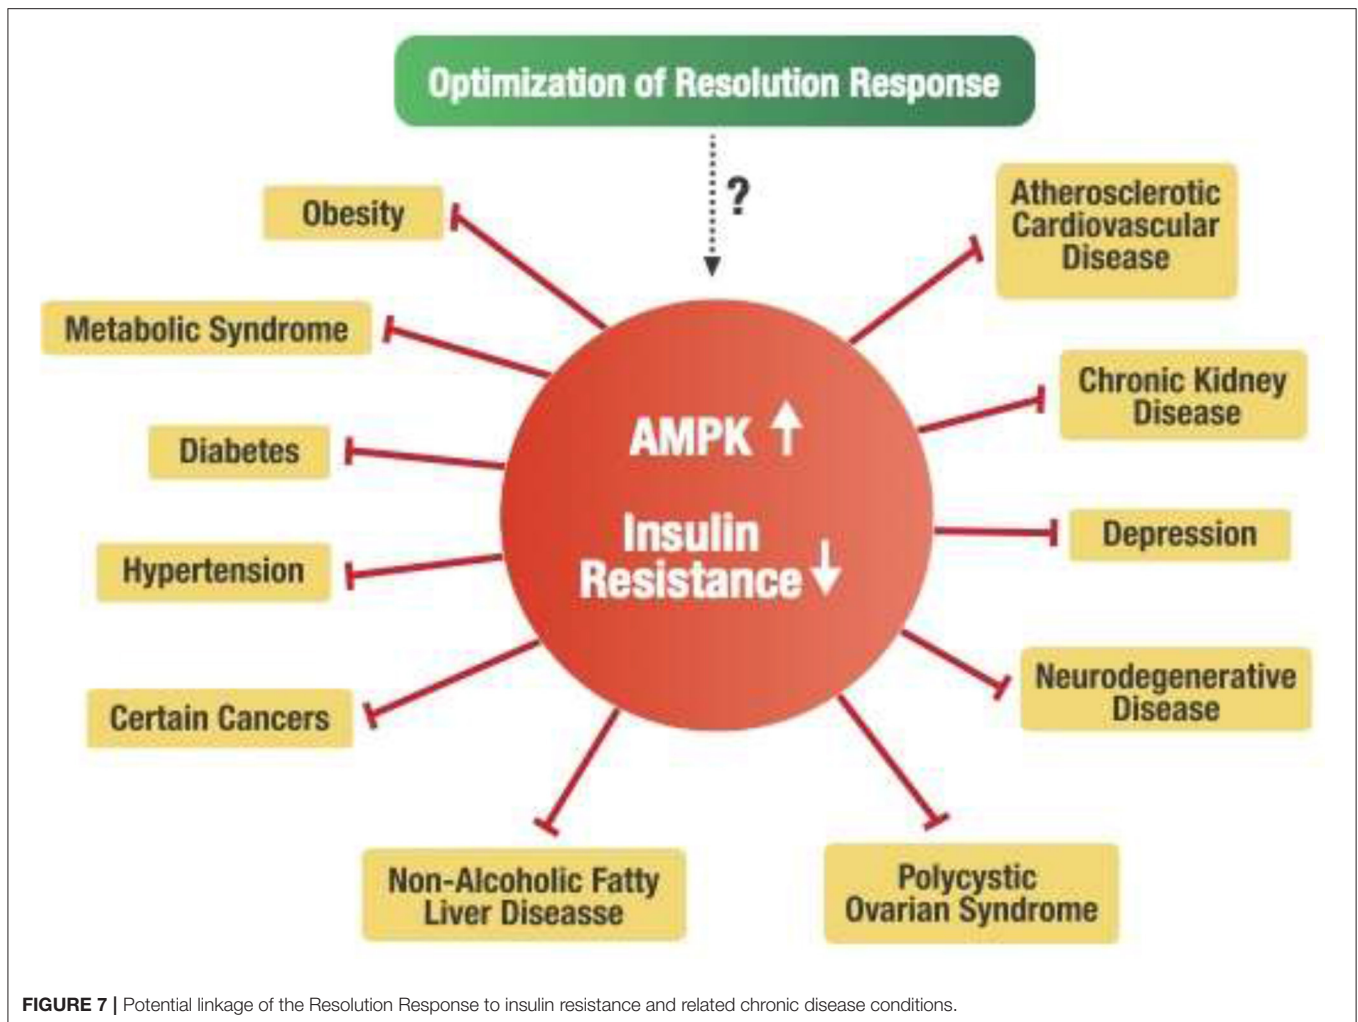 Optimization of Resolution Response
?
Obesity
Metabolic Syndrome
Diabetes
Hypertension
Certain Cancers
Non-Alcoholic Fatty
Liver Diseasse
AMPK ↑
Insulin
Resistance ↓
Atherosclerotic
Cardiovascular
Disease
Chronic Kidney
Disease
Depression
Neurodegenerative
Disease
Polycystic
Ovarian Syndrome
FIGURE 7 | Potential linkage of the Resolution Response to insulin resistance and related chronic disease conditions.